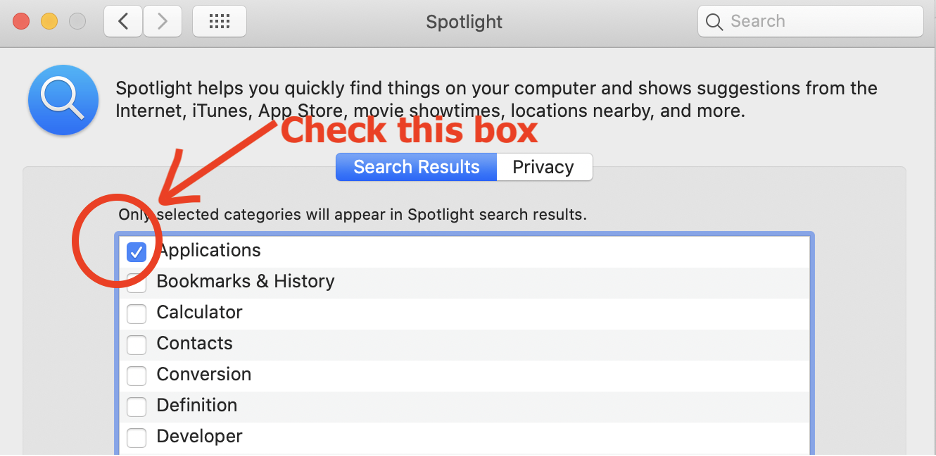 Spotlight
Search
Spotlight helps you quickly find things on your computer and shows suggestions from the
Internet, iTunes, App Store, movie showtimes, locations nearby, and more.
Check this box
Search Results
Privacy
Only selected categories will appear in Spotlight search results.
Applications
Bookmarks & History
Calculator
Contacts
Conversion
Definition
Developer